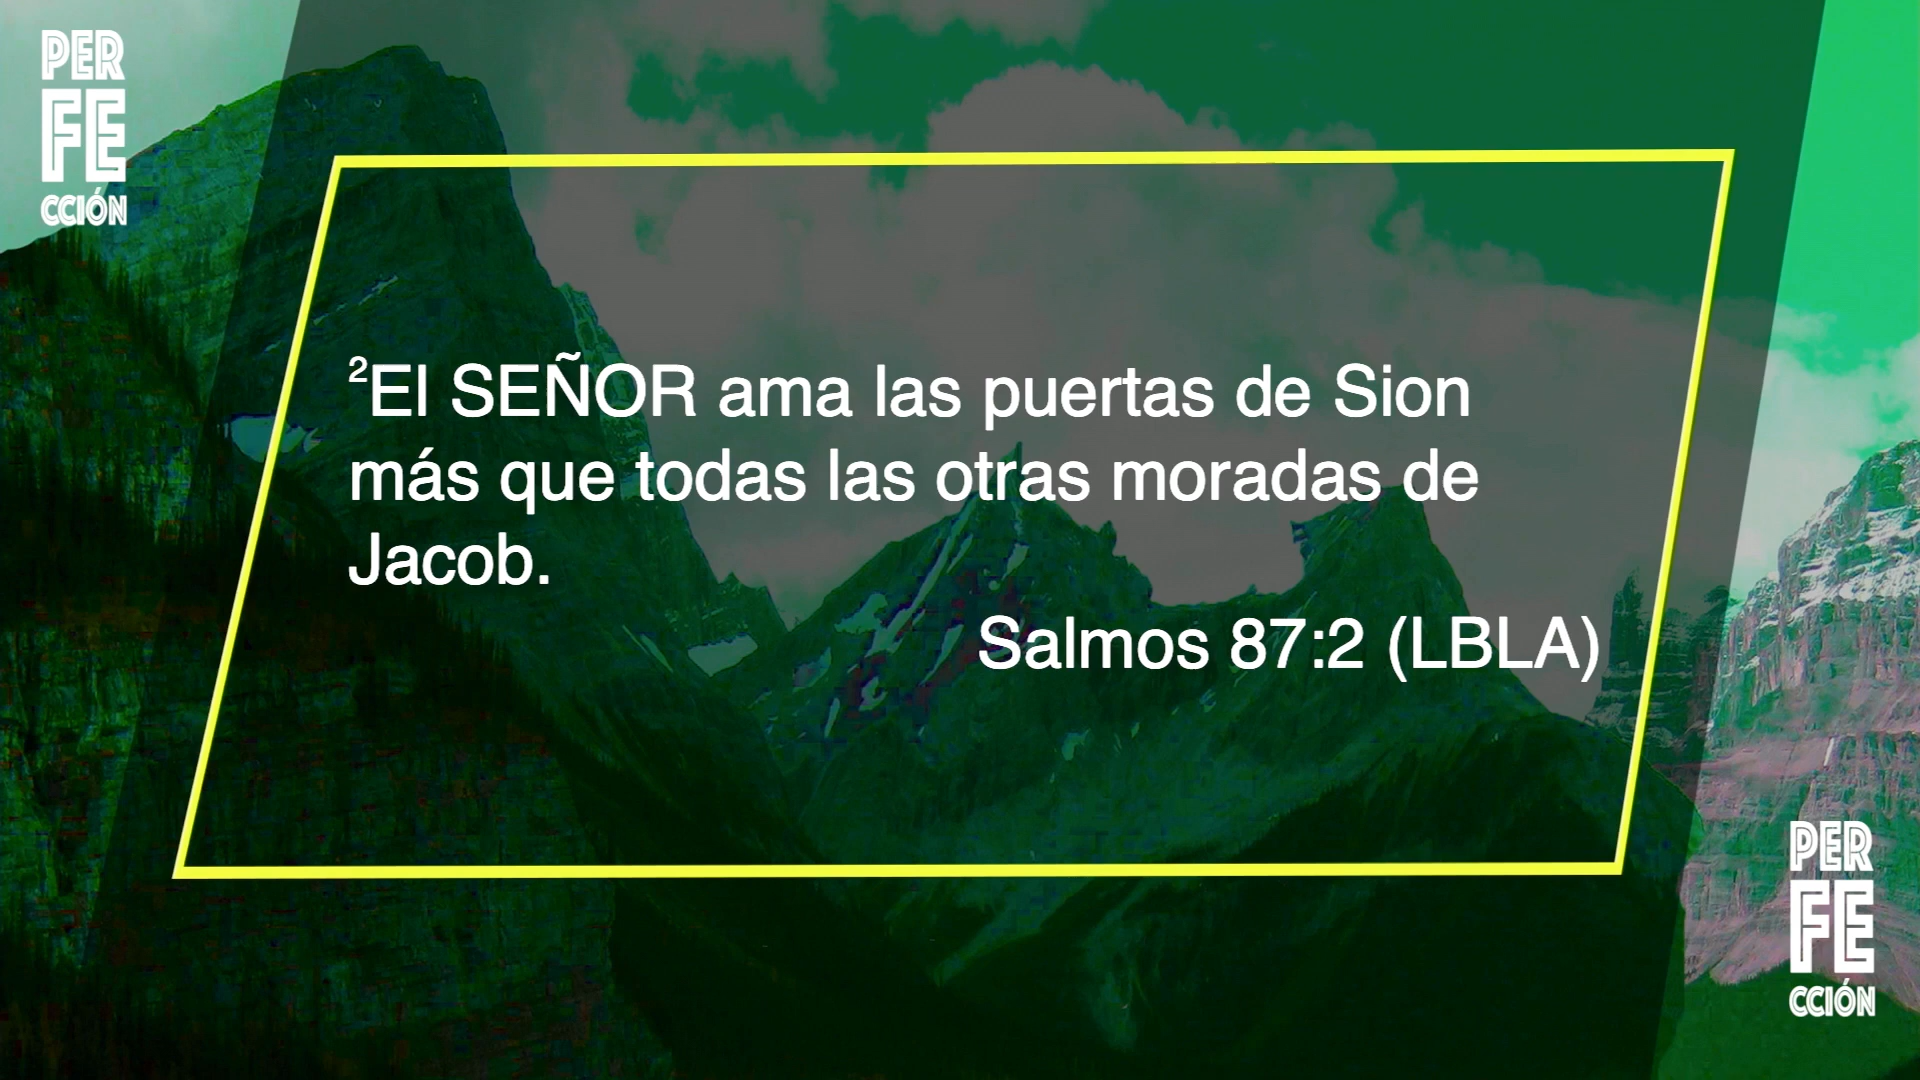 PER
FE
CCIÓN
²El SEÑOR ama las puertas de Sion
más que todas las otras moradas de
Jacob.
Salmos 87:2 (LBLA)
PER
FE
CCIÓN